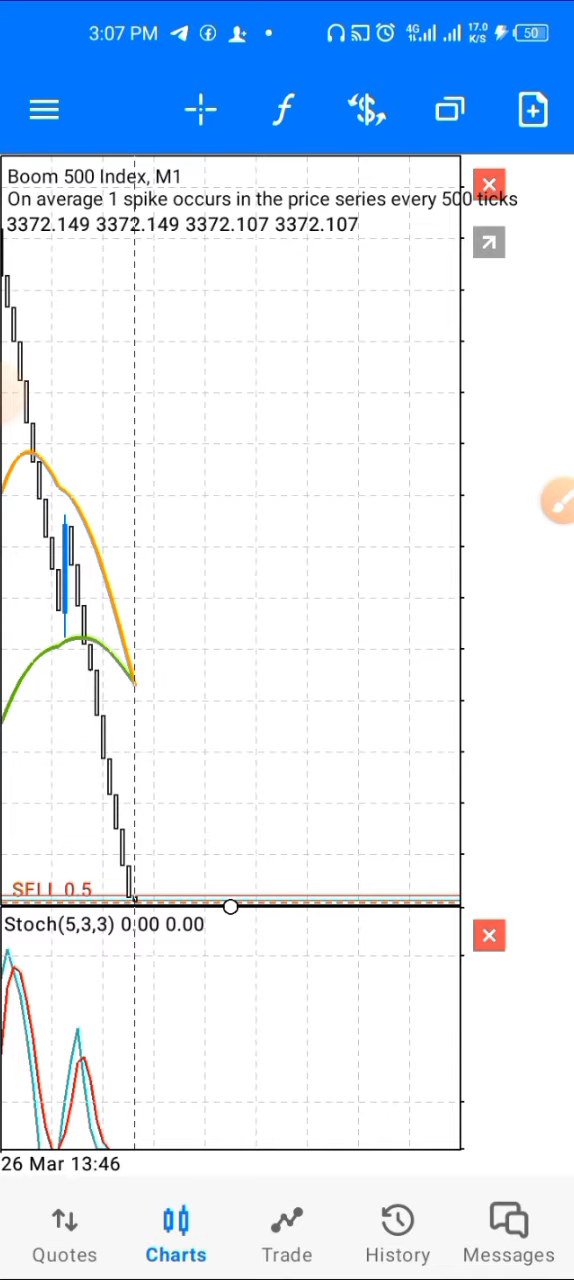 3:07 PM 4G 17.0 K/S 50
Boom 500 Index, M1
On average 1 spike occurs in the price series every 500 ticks
3372.149 3372.149 3372.107 3372.107
SELL 0.5
Stoch(5,3,3) 0.00 0.00
26 Mar 13:46
Quotes Charts Trade History Messages